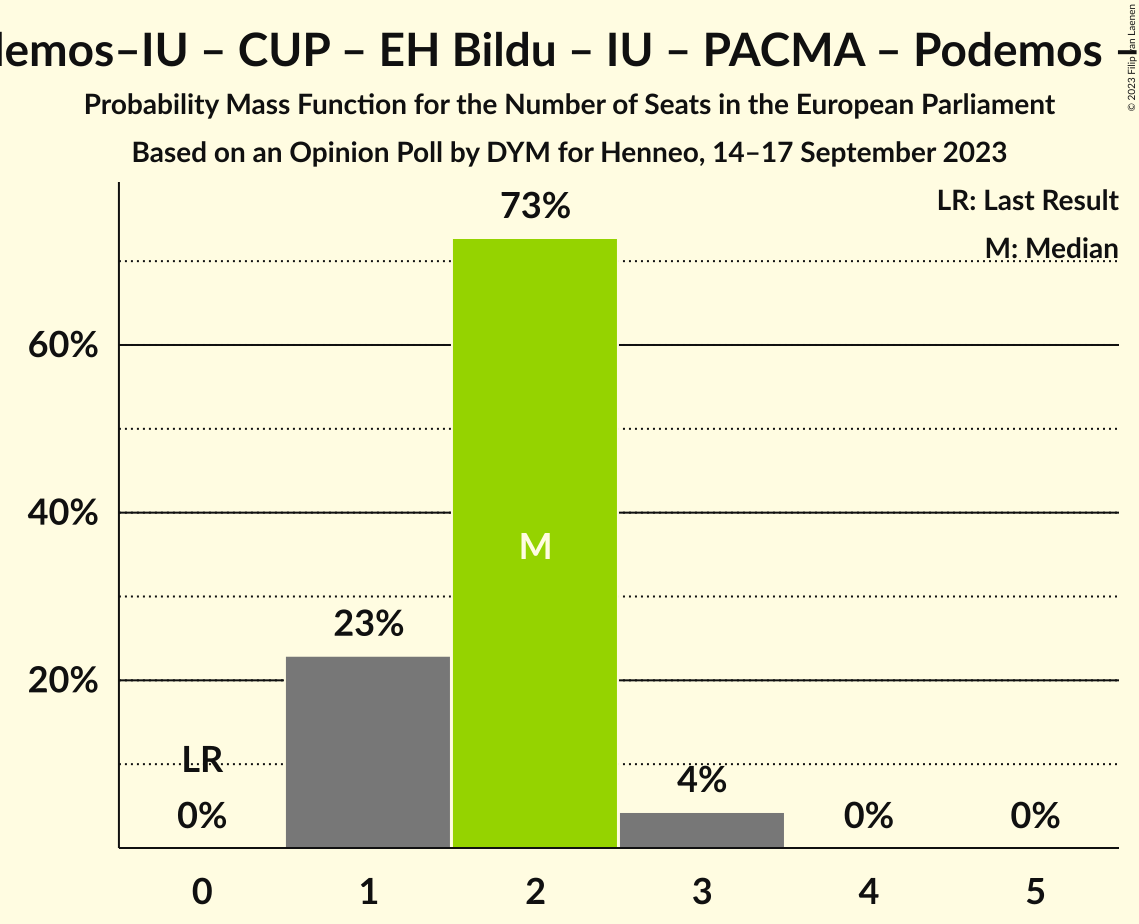 demos–IU – CUP – EH Bildu – IU – PACMA – Podemos –
Probability Mass Function for the Number of Seats in the European Parliament
Based on an Opinion Poll by DYM for Henneo, 14–17 September 2023
© 2023 Filip van Laenen
LR: Last Result
M: Median
73%
60%
40%
M
23%
20%
LR
4%
0%
0%
0%
0 1 2 3 4 5